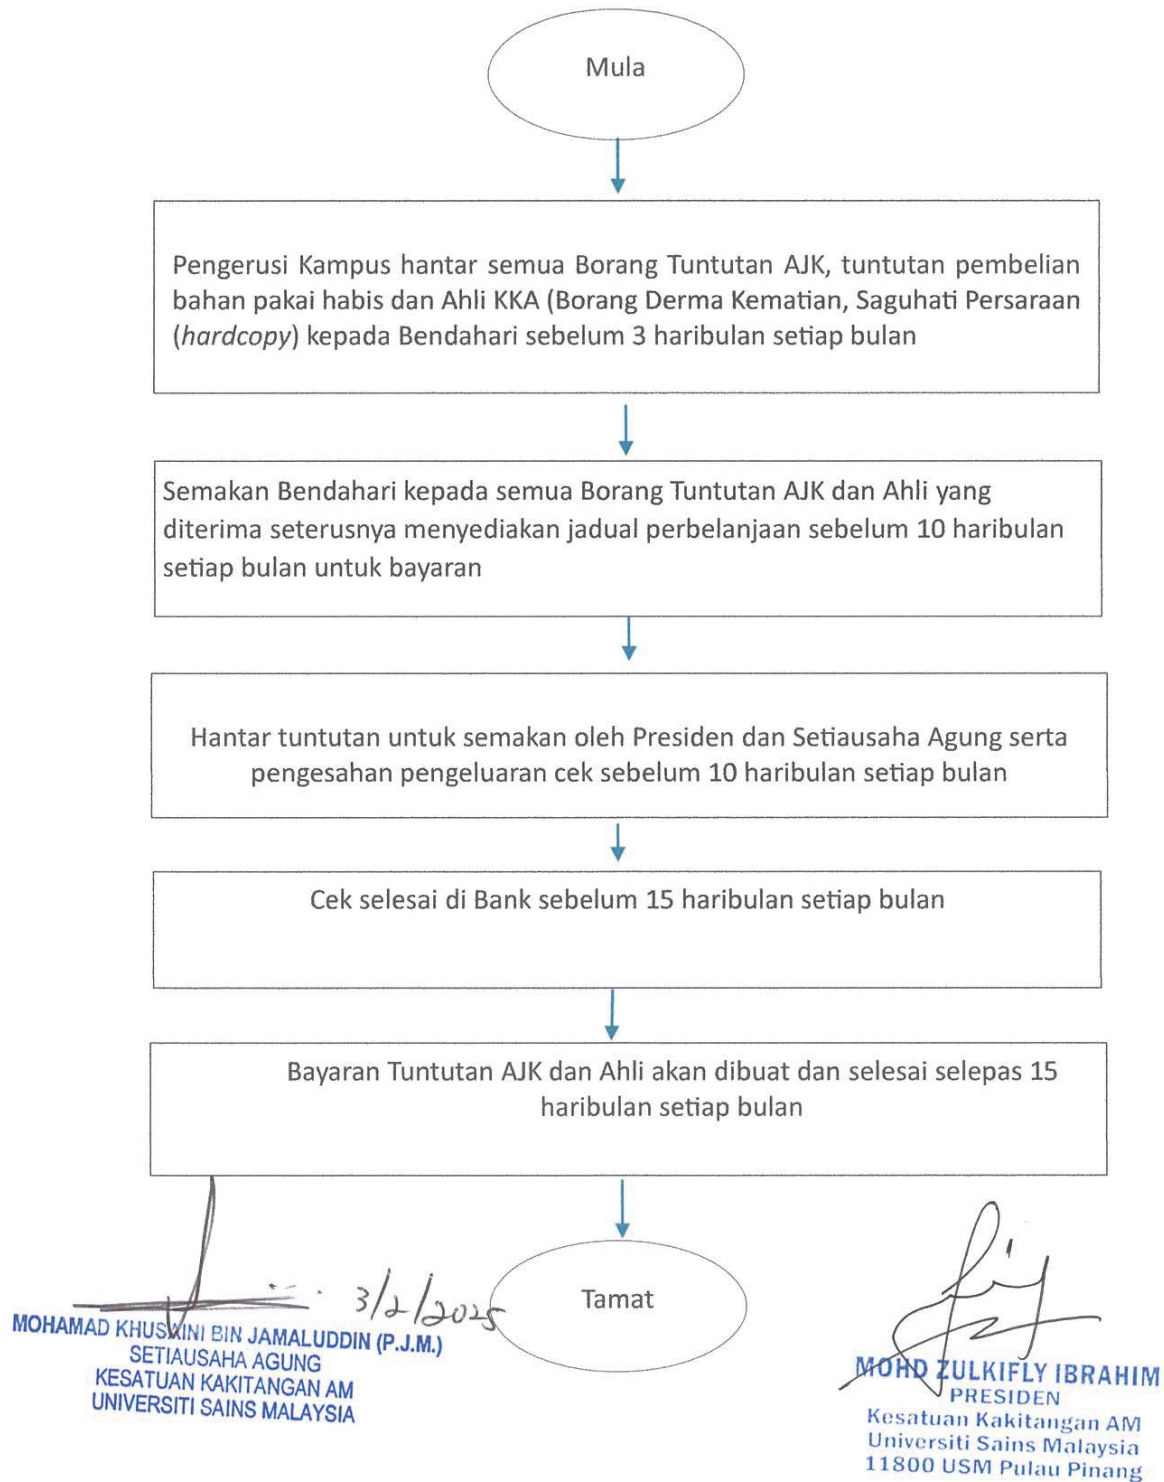 Mula
Pengerusi Kampus hantar semua Borang Tuntutan AJK, tuntutan pembelian
bahan pakai habis dan Ahli KKA (Borang Derma Kematian, Saguhati Persaraan
(hardcopy) kepada Bendahari sebelum 3 haribulan setiap bulan
Semakan Bendahari kepada semua Borang Tuntutan AJK dan Ahli yang
diterima seterusnya menyediakan jadual perbelanjaan sebelum 10 haribulan
setiap bulan untuk bayaran
Hantar tuntutan untuk semakan oleh Presiden dan Setiausaha Agung serta
pengesahan pengeluaran cek sebelum 10 haribulan setiap bulan
Cek selesai di Bank sebelum 15 haribulan setiap bulan
Bayaran Tuntutan AJK dan Ahli akan dibuat dan selesai selepas 15
haribulan setiap bulan
Tamat
3/2/2025
MOHAMAD KHUSAINI BIN JAMALUDDIN (P.J.M.)
SETIAUSAHA AGUNG
KESATUAN KAKITANGAN AM
UNIVERSITI SAINS MALAYSIA
MOHD ZULKIFLY IBRAHIM
PRESIDEN
Kesatuan Kakitangan AM
Universiti Sains Malaysia
11800 USM Pulau Pinang